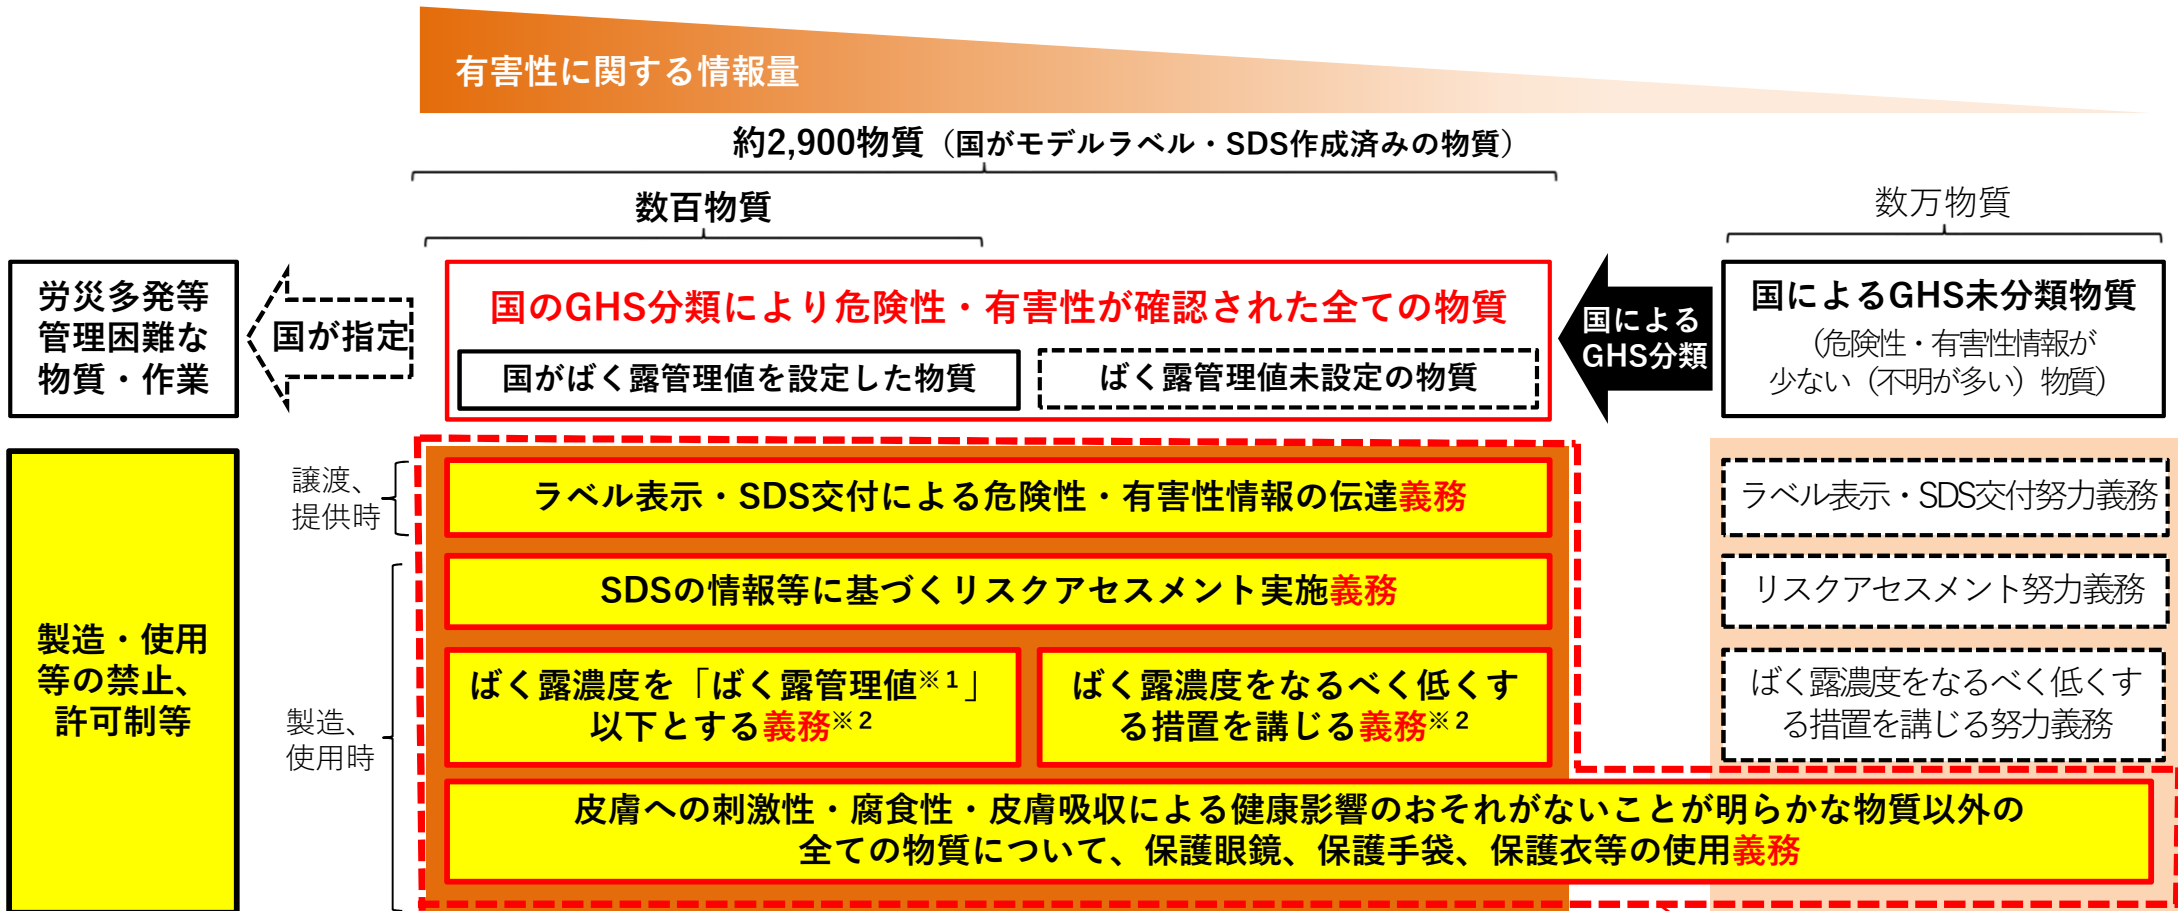 有害性に関する情報量
約2,900物質（国がモデルラベル・SDS作成済みの物質）
数百物質
数万物質
労災多発等
管理困難な
物質・作業
国が指定
国のGHS分類により危険性・有害性が確認された全ての物質
国がばく露管理値を設定した物質
ばく露管理値未設定の物質
国による
GHS分類
国によるGHS未分類物質
（危険性・有害性情報が
少ない（不明が多い）物質）
製造・使用
等の禁止、
許可制等
譲渡、
提供時
ラベル表示・SDS交付による危険性・有害性情報の伝達義務
ラベル表示・SDS交付努力義務
製造、
使用時
SDSの情報等に基づくリスクアセスメント実施義務
リスクアセスメント努力義務
ばく露濃度を「ばく露管理値※1」
以下とする義務※2
ばく露濃度をなるべく低くす
る措置を講じる義務※2
ばく露濃度をなるべく低くす
る措置を講じる努力義務
皮膚への刺激性・腐食性・皮膚吸収による健康影響のおそれがないことが明らかな物質以外の
全ての物質について、保護眼鏡、保護手袋、保護衣等の使用義務